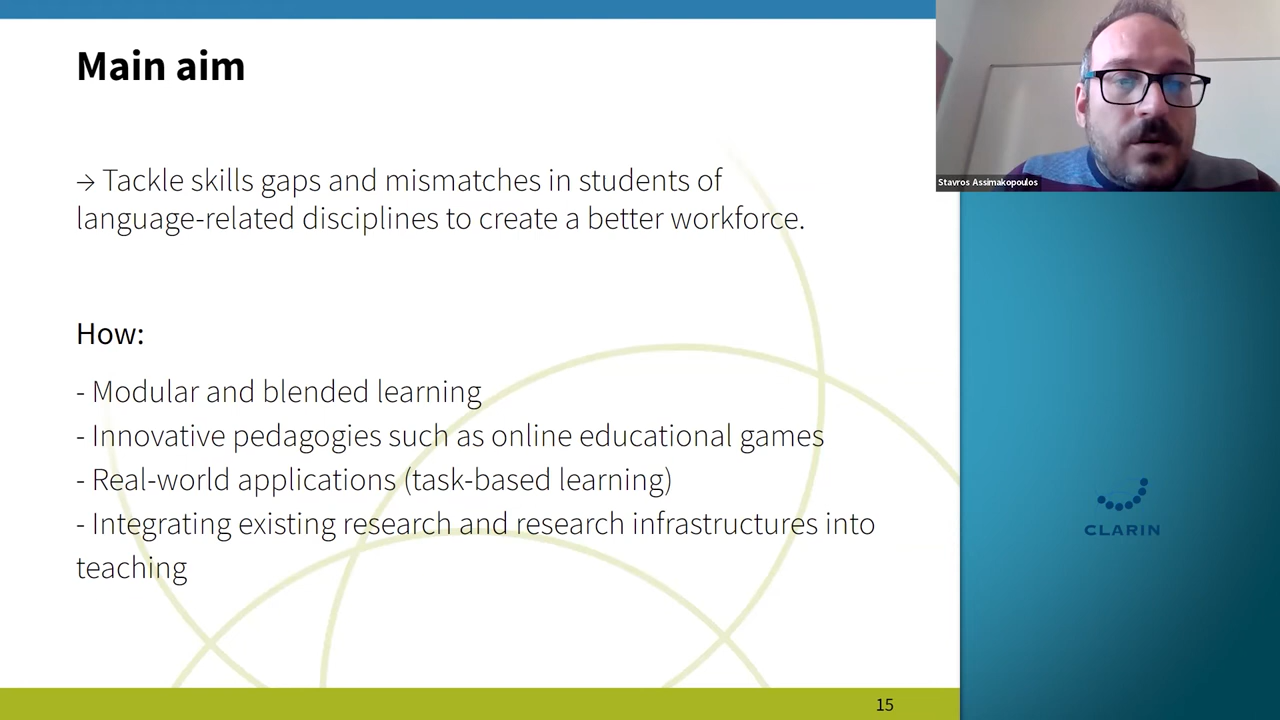 Main aim
→ Tackle skills gaps and mismatches in students of
language-related disciplines to create a better workforce.
How:
- Modular and blended learning
- Innovative pedagogies such as online educational games
- Real-world applications (task-based learning)
- Integrating existing research and research infrastructures into
teaching
15
Stavros Assimakopoulos
CLARIN